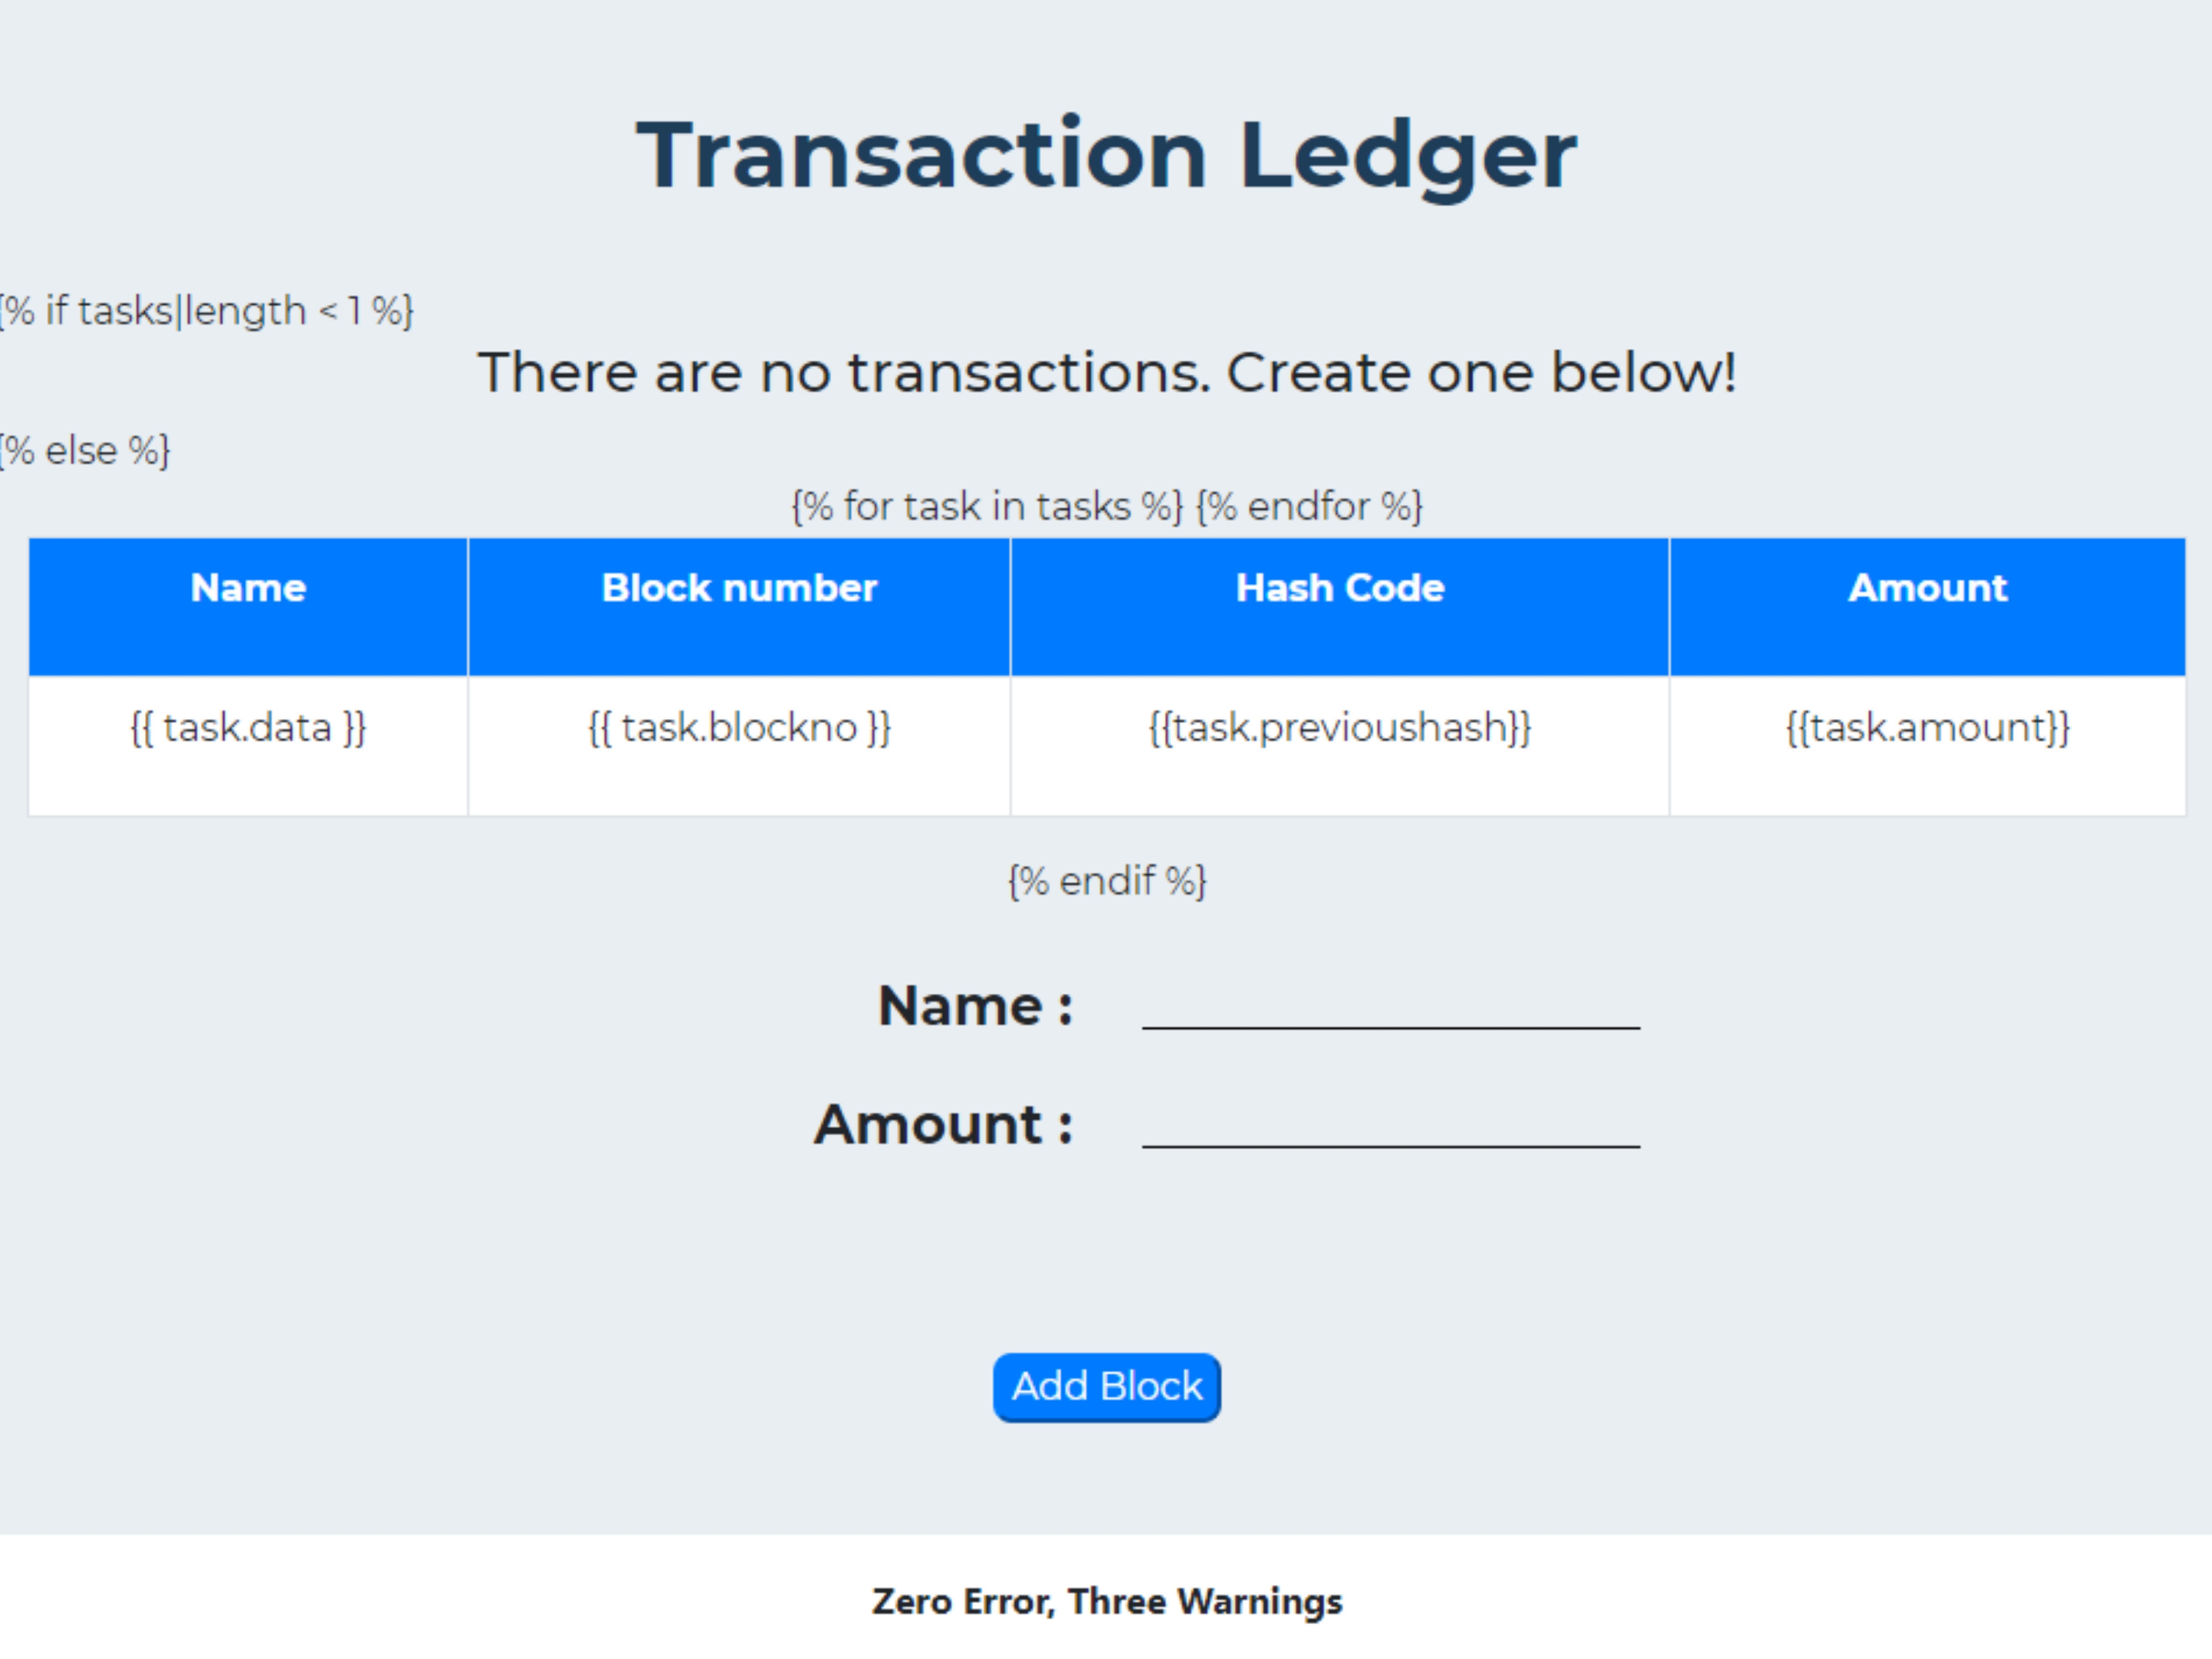 Transaction Ledger
{% if tasks|length < 1 %}
There are no transactions. Create one below!
{% else %}
{% for task in tasks %} {% endfor %}
Name Block number Hash Code Amount
{{ task.data }} {{ task.blockno }} {{task.previoushash}} {{task.amount}}
{% endif %}
Name :
Amount :
Add Block
Zero Error, Three Warnings